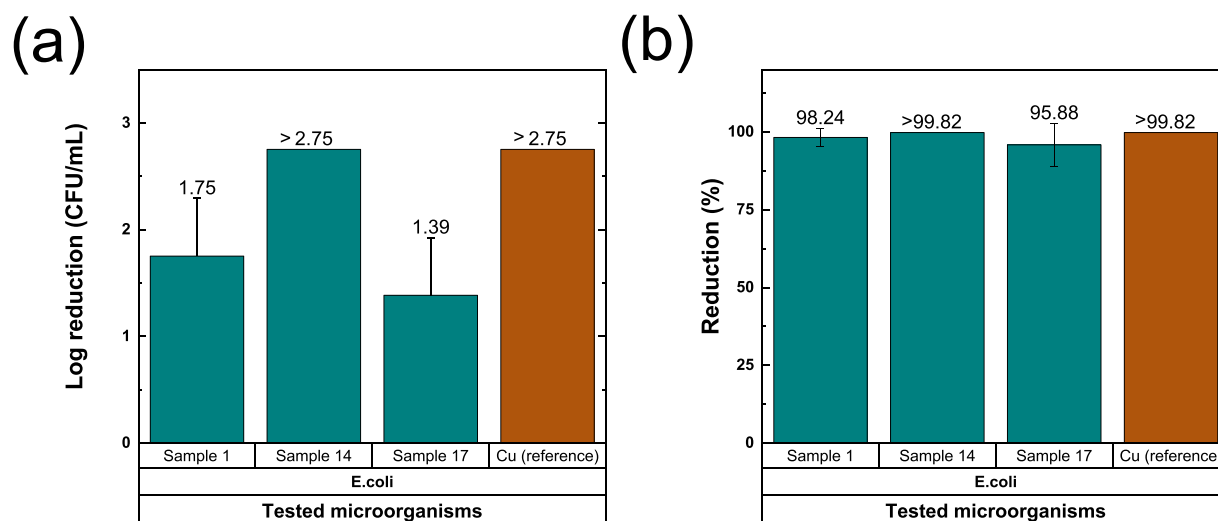 (a)
Log reduction (CFU/mL)
3
2
1
0
1.75
> 2.75
1.39
> 2.75
Sample 1
Sample 14
Sample 17
Cu (reference)
E.coli
Tested microorganisms
(b)
Reduction (%)
100
75
50
25
0
98.24
>99.82
95.88
>99.82
Sample 1
Sample 14
Sample 17
Cu (reference
E.coli
Tested microorganisms